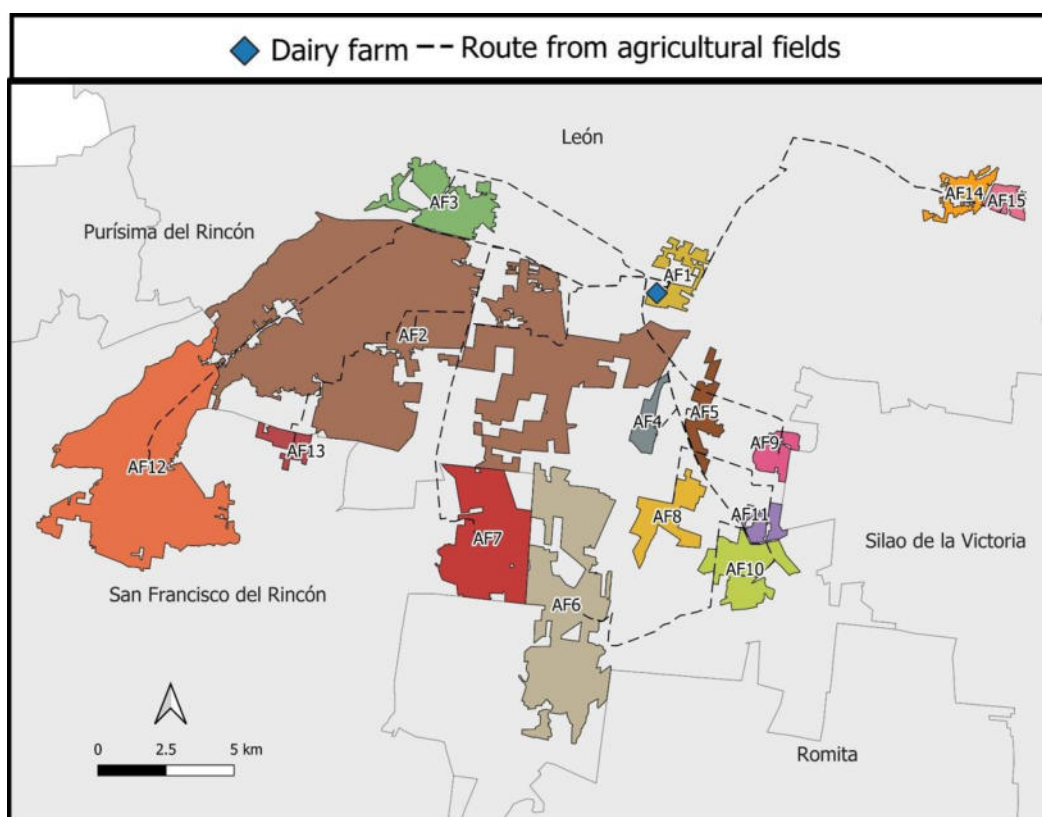 Dairy farm Route from agricultural fields
León
AF14
AF15
AF3
Purísima del Rincón
AF1
AF2
AF4
AF5
AF9
AF13
AF12
AF11
AF8
AF7
Silao de la Victoria
AF10
San Francisco del Rincón
AF6
Romita
0 2.5 5 km